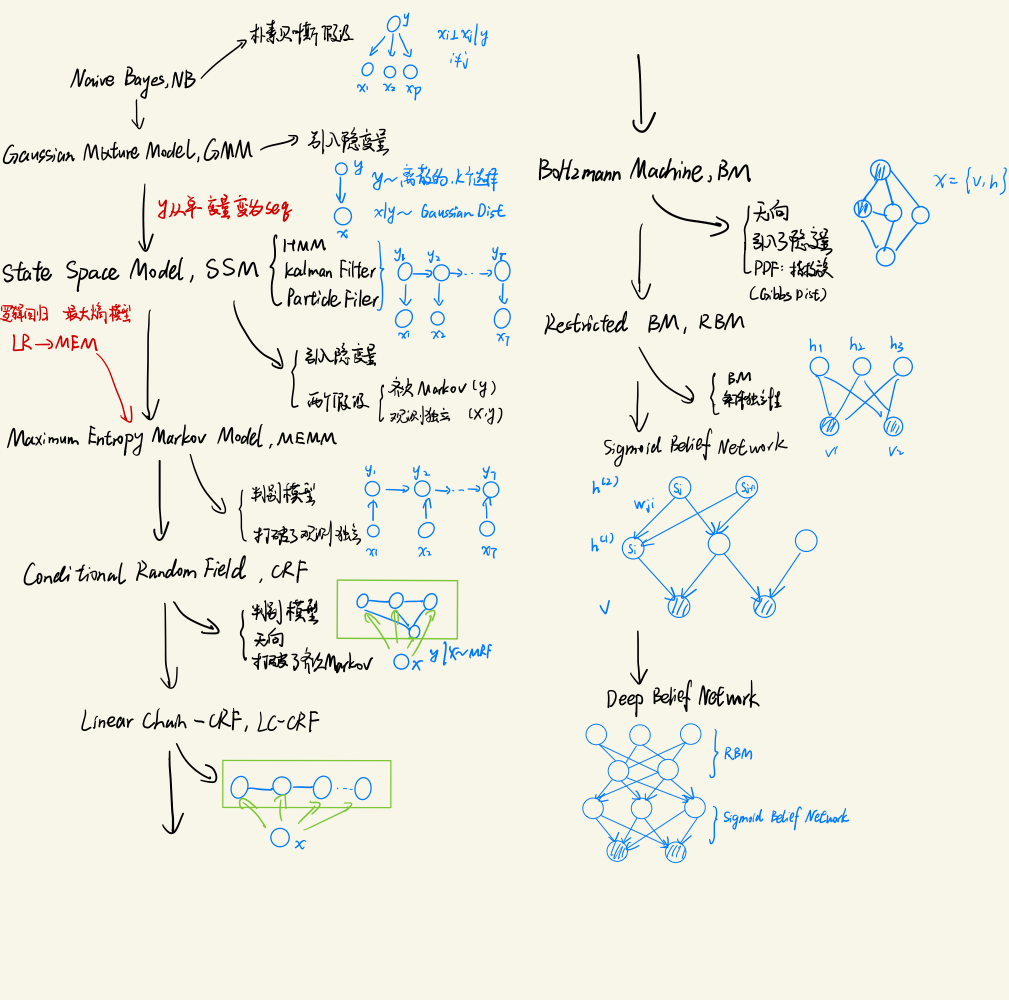 朴素贝叶斯假设
y
x1 x2 xp
xi⊥xj|y
i≠j
Naive Bayes, NB
Gaussian Mixture Model, GMM
引入隐变量
y
x
y~离散的, k个选择
x|y~ Gaussian Dist
y从单一变量变为seq
State Space Model, SSM
HMM
Kalman Filter
Particle Filer
y1 y2 ... yT
x1 x2 xT
逻辑回归 最大熵模型
LR→MEM
引入隐变量
两个假设
齐次Markov (y)
观测独立 (x,y)
Maximum Entropy Markov Model, MEMM
判别模型
打破了观测独立
y1 y2 ... yT
x1 x2 xT
Conditional Random Field, CRF
判别模型
无向
打破了齐次Markov
x
y|X~MRF
Linear Chain-CRF, LC-CRF
...
x
Boltzmann Machine, BM
无向
引入了隐变量
PDF:指数族
(Gibbs Dist)
x={v,h}
Restricted BM, RBM
BM
条件独立性
h1 h2 h3
v1 v2
Sigmoid Belief Network
h(2)
sj sj+1
wji
h(1)
si
v
Deep Belief Network
RBM
Sigmoid Belief Network